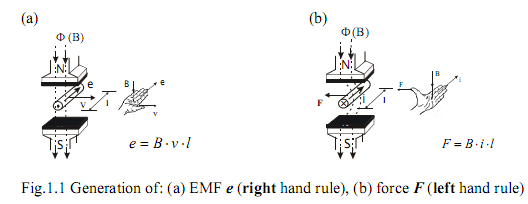 (a)
Φ (B)
N
e
B
e
v
l
v
S
e = B·v·l
(b)
Φ(B)
N
F
i
l
F
B
i
S
F = B·i·l
Fig.1.1 Generation of: (a) EMF e (right hand rule), (b) force F (left hand rule)